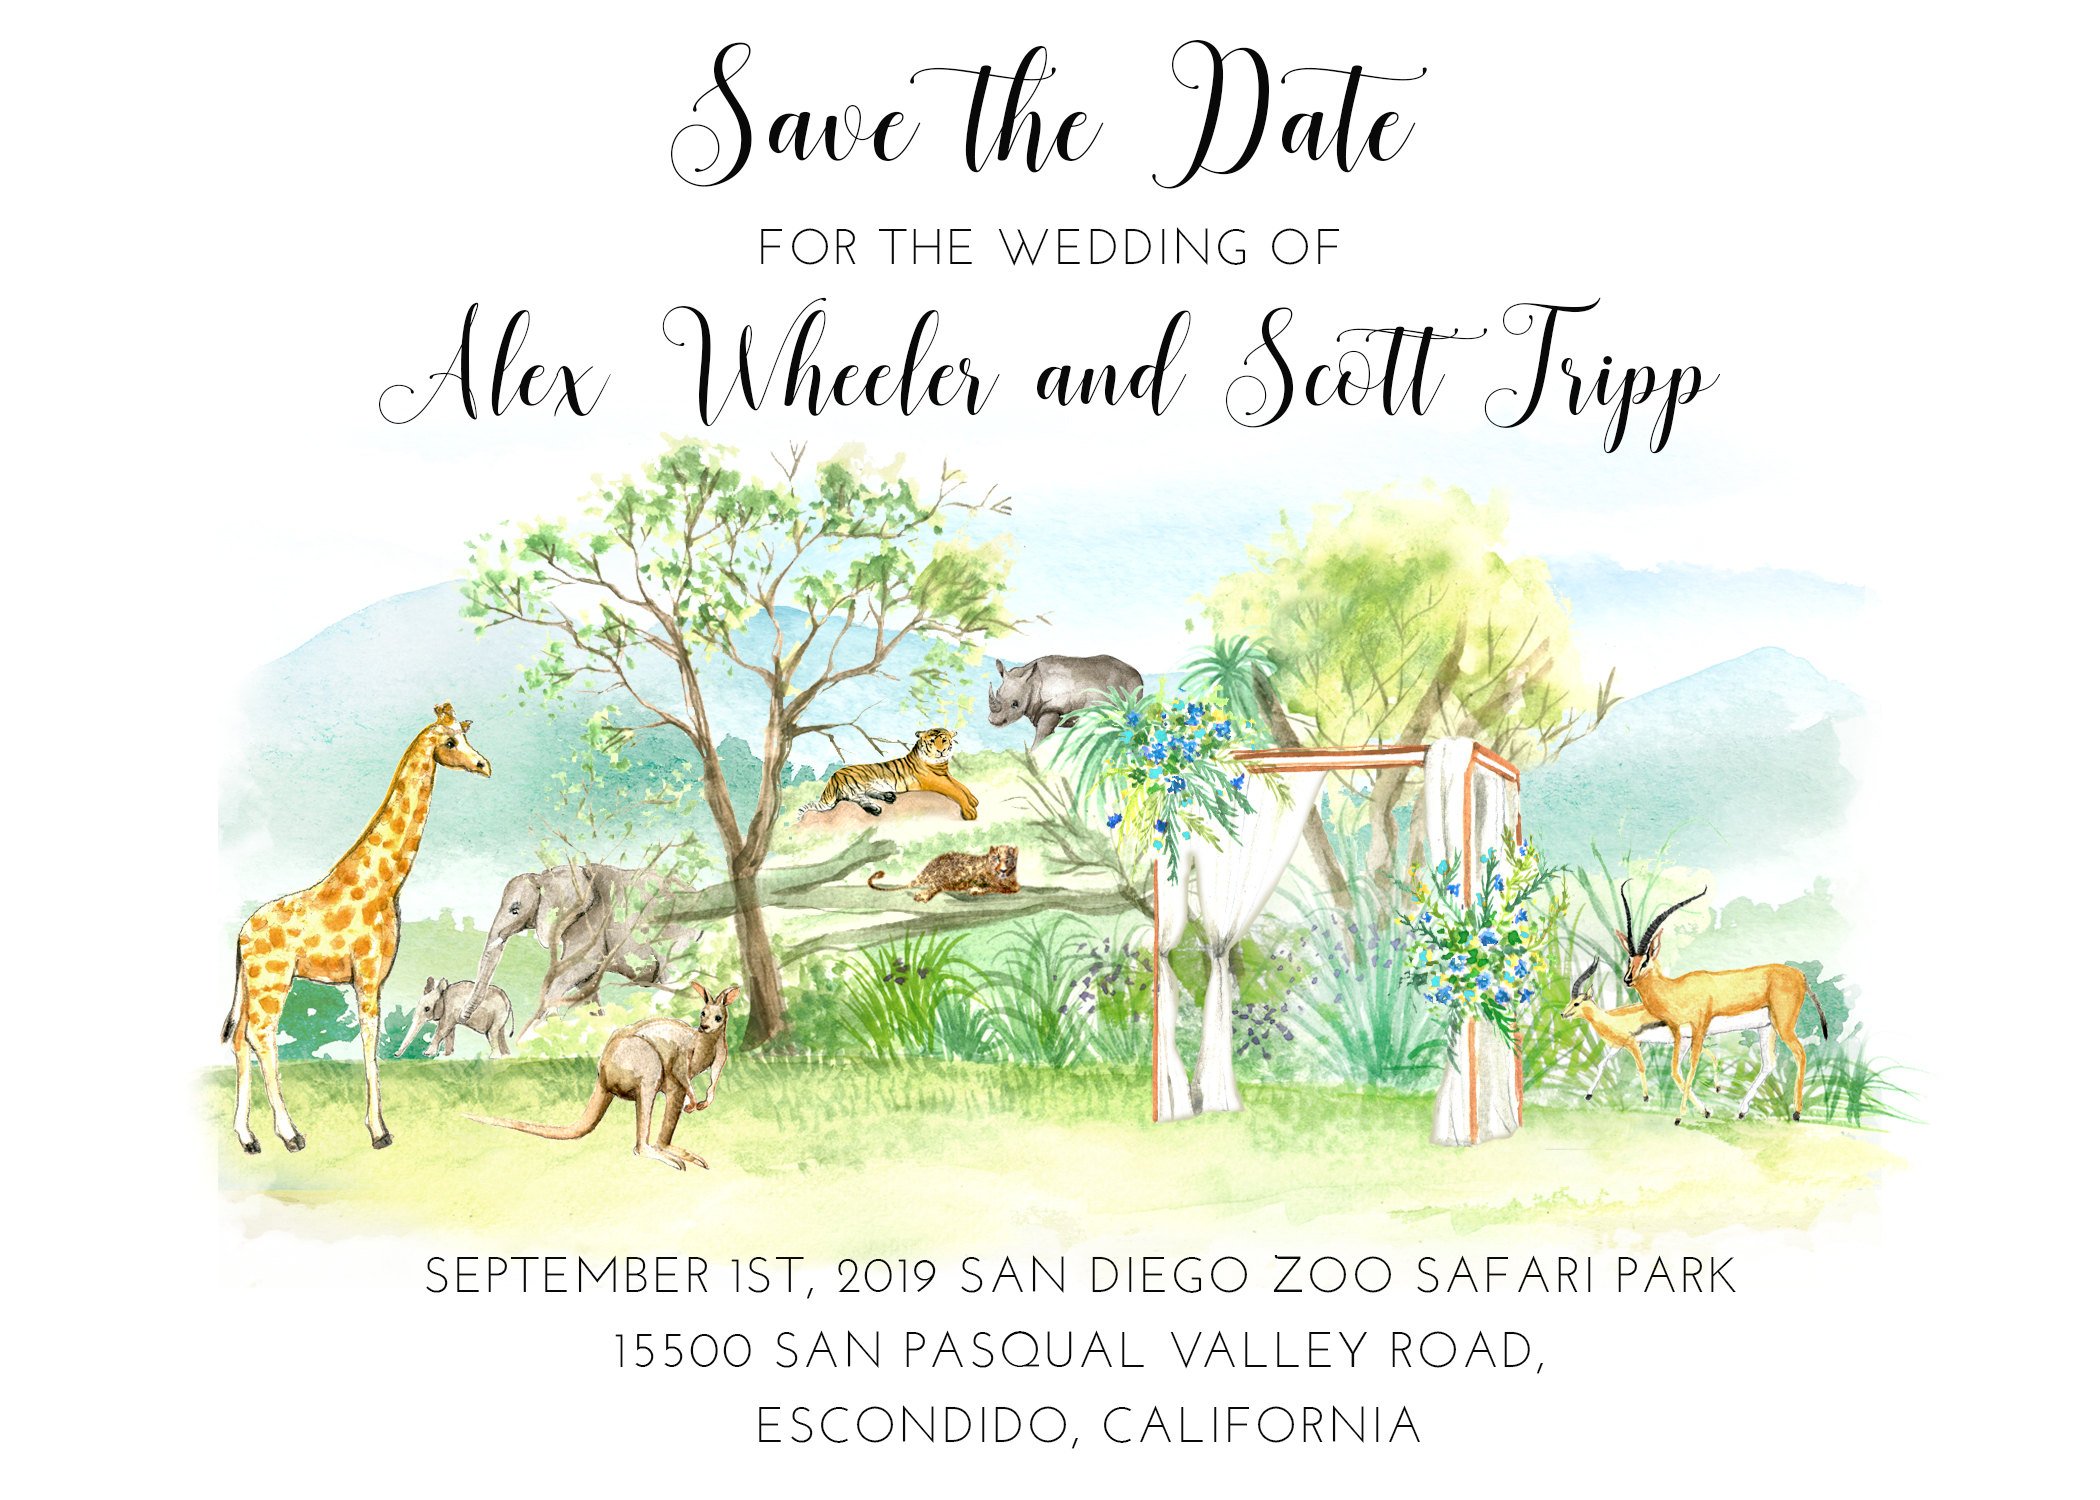 Save the Date
FOR THE WEDDING OF
Alex Wheeler and Scott Tripp
SEPTEMBER 1ST, 2019 SAN DIEGO ZOO SAFARI PARK
15500 SAN PASQUAL VALLEY ROAD,
ESCONDIDO, CALIFORNIA